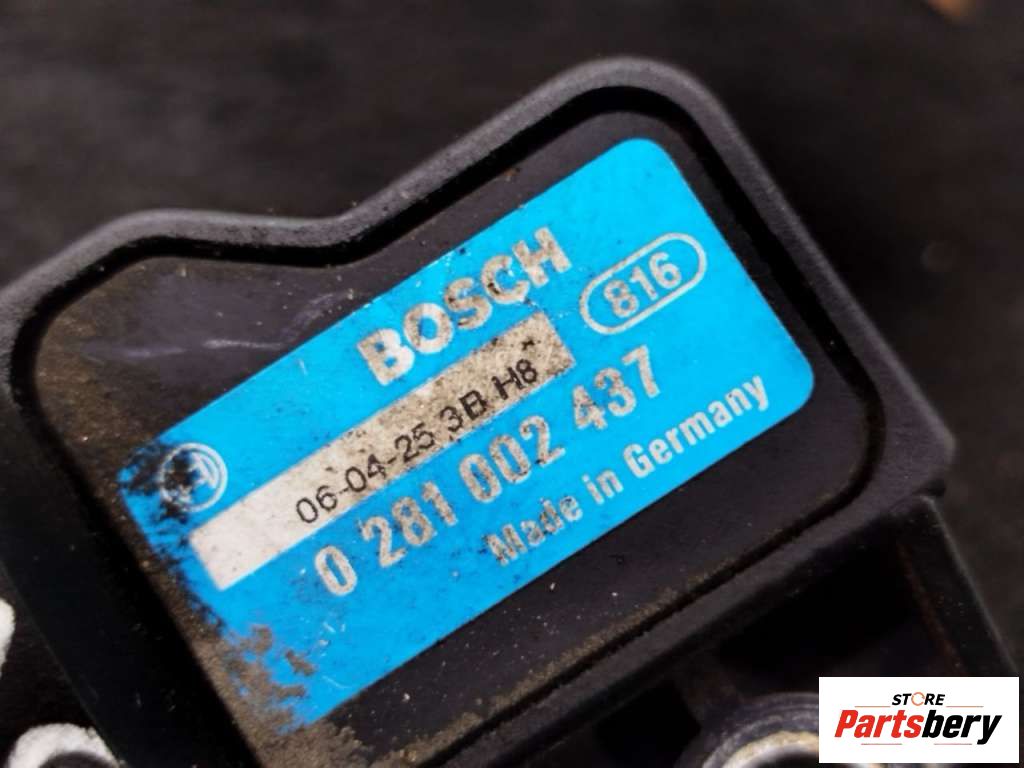 BOSCH
816
06-04-25 3B H8
0 281 002 437
Made in Germany
STORE
Partsbery